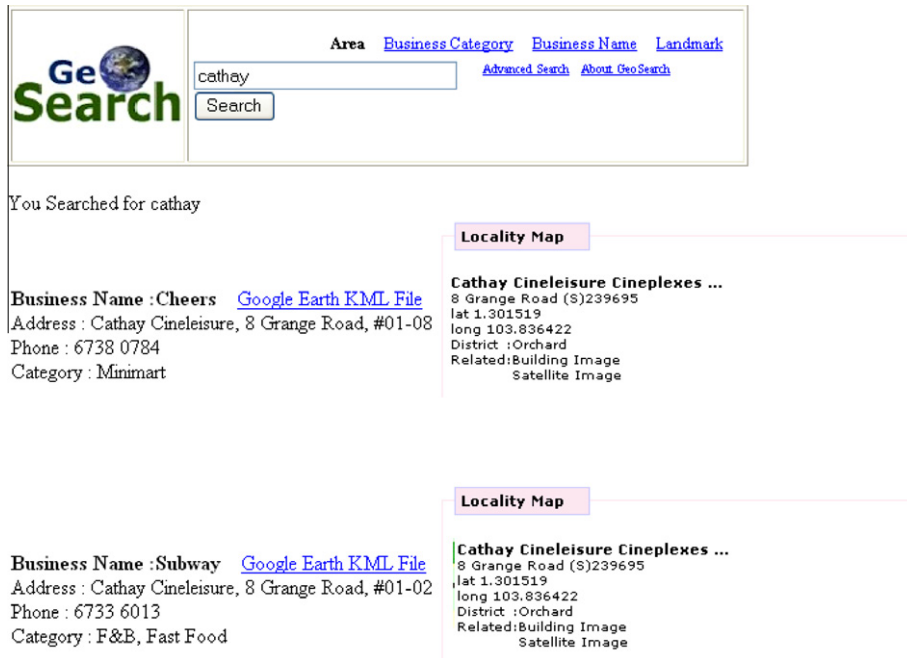 Geo
Search
Area Business Category Business Name Landmark
cathay
Advanced Search About GeoSearch
Search
You Searched for cathay
Locality Map
Business Name :Cheers Google Earth KML File
Address : Cathay Cineleisure, 8 Grange Road, #01-08
Phone : 6738 0784
Category : Minimart
Cathay Cineleisure Cineplexes ...
8 Grange Road (S)239695
lat 1.301519
long 103.836422
District :Orchard
Related:Building Image
Satellite Image
Locality Map
Business Name :Subway Google Earth KML File
Address : Cathay Cineleisure, 8 Grange Road, #01-02
Phone : 6733 6013
Category : F&B, Fast Food
Cathay Cineleisure Cineplexes ...
8 Grange Road (S)239695
lat 1.301519
long 103.836422
District :Orchard
Related:Building Image
Satellite Image